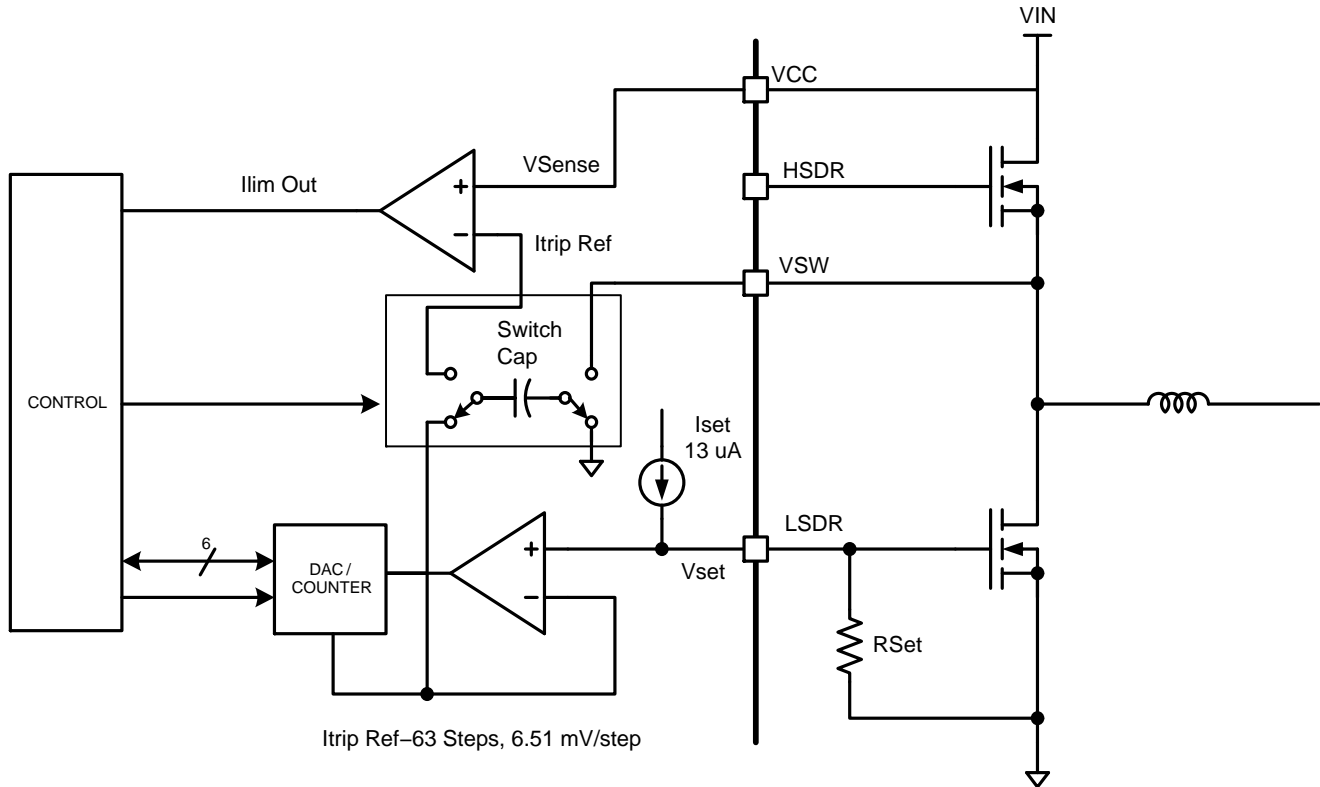 VIN
VCC
VSense
HSDR
Ilim Out
+
−
Itrip Ref
VSW
Switch
Cap
CONTROL
Iset
13 uA
LSDR
6
DAC /
COUNTER
+
−
Vset
RSet
Itrip Ref−63 Steps, 6.51 mV/step